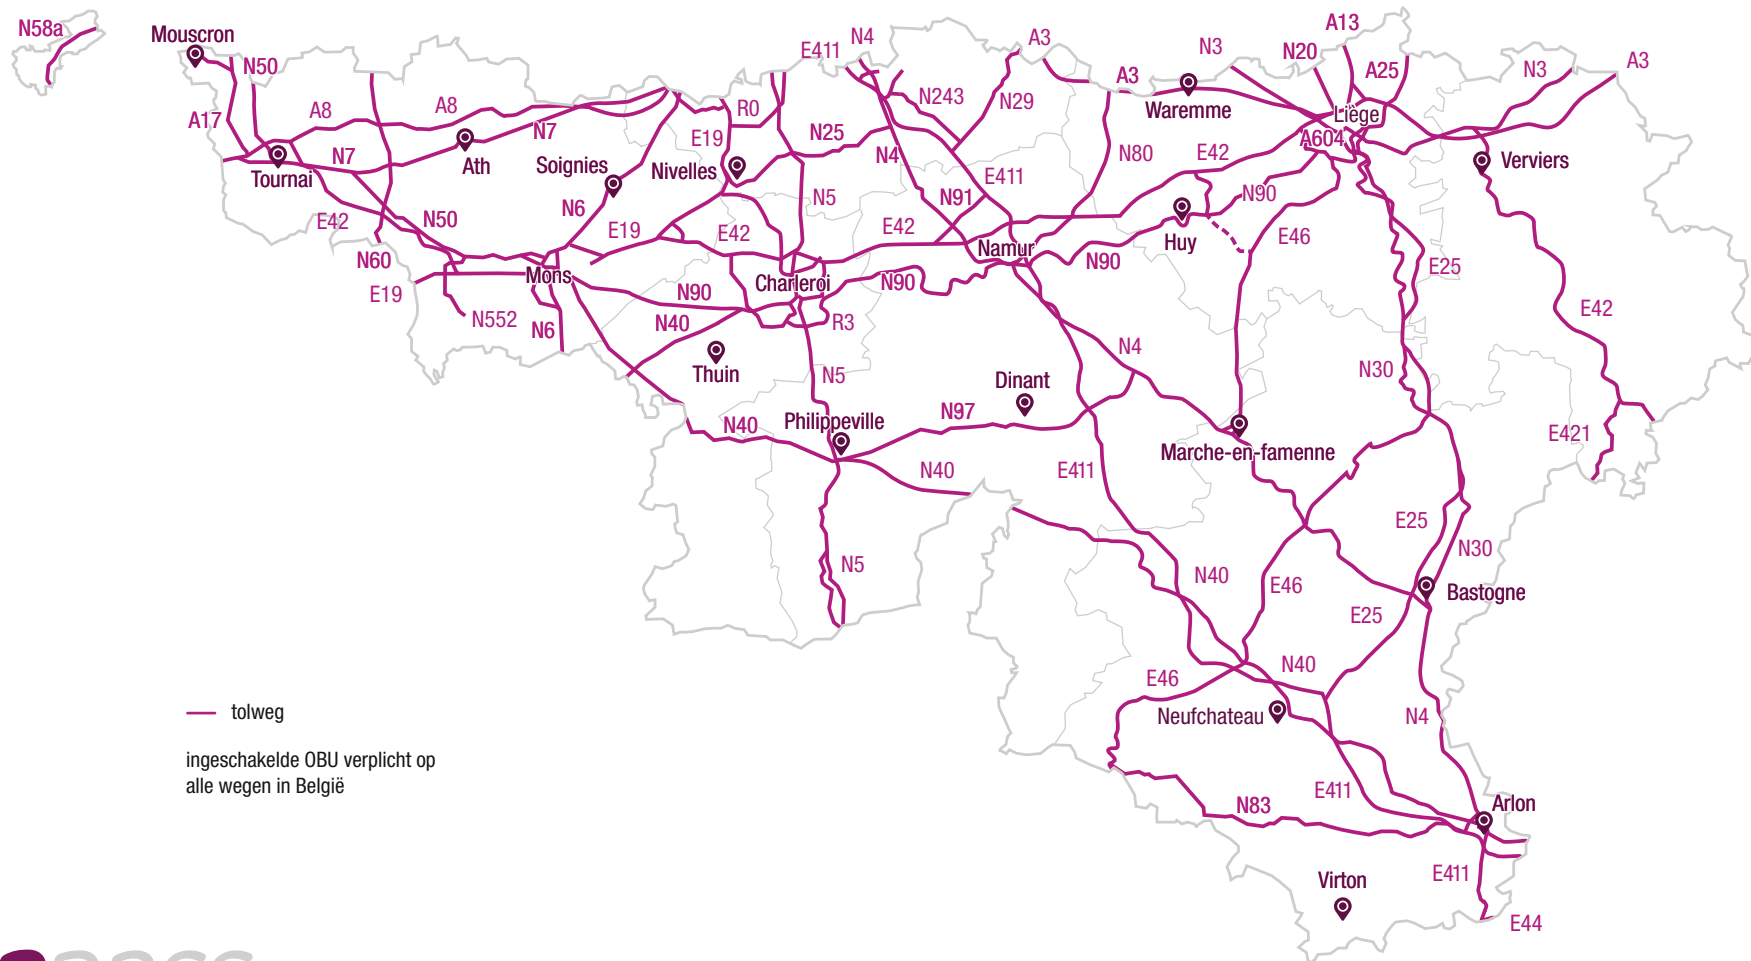 N58a
Mouscron
N50
E411
N4
A3
N3
A13
N20
A25
N3
A3
A17
A8
A8
N7
R0
E19
N25
N243
N29
A3
Waremme
Liège
A604
Tournai
N7
Ath
Soignies
Nivelles
N4
N80
E42
Verviers
E42
N50
N6
E19
N5
N91
E411
N90
Huy
E46
E42
E42
Namur
N90
E25
N60
E19
Mons
N552
N6
N90
N40
Charleroi
N90
R3
E42
Thuin
N5
Dinant
N4
N30
N40
Philippeville
N97
N40
E411
Marche-en-famenne
E421
N5
N40
E46
E25
N30
Bastogne
E25
E46
N40
Neufchateau
N4
tolweg
ingeschakelde OBU verplicht op
alle wegen in België
N83
E411
Arlon
E411
Virton
E44